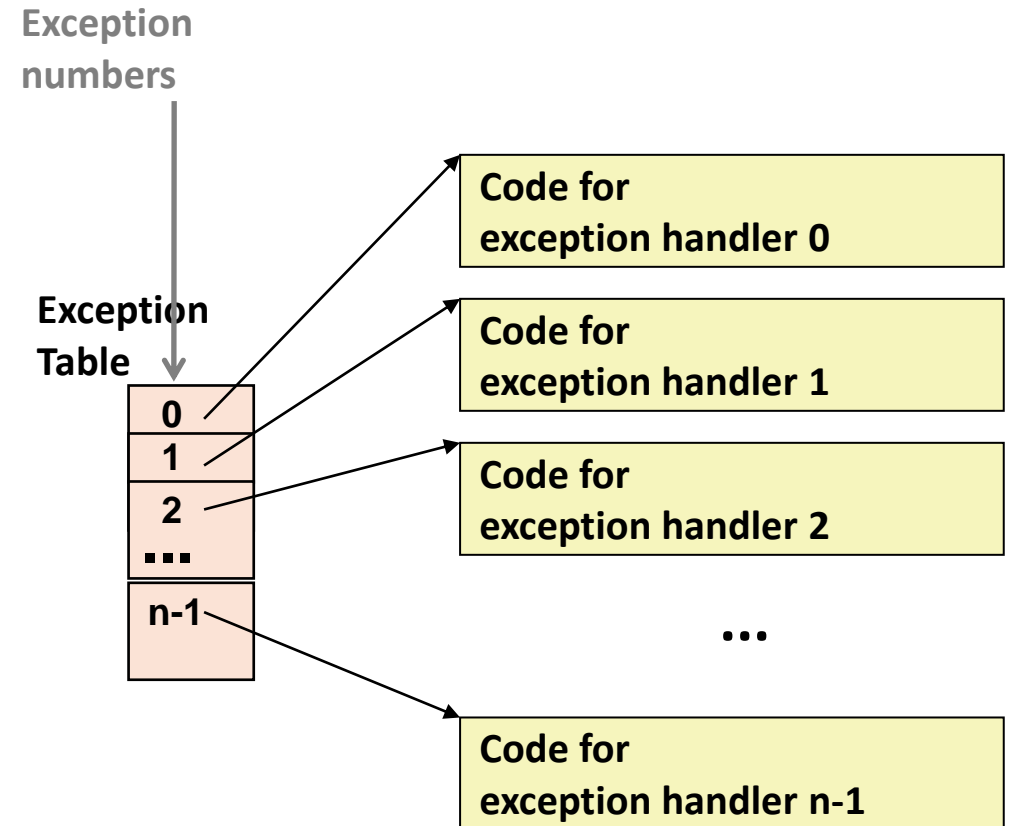 Exception
numbers
Exception
Table
0
1
2
...
n-1
Code for
exception handler 0
Code for
exception handler 1
Code for
exception handler 2
...
Code for
exception handler n-1